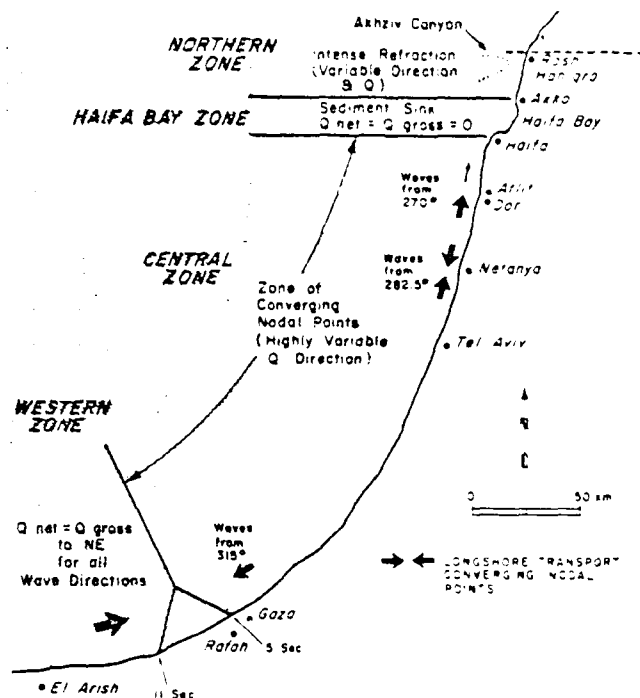 Akhziv Canyon
NORTHERN
ZONE
Intense Refraction
(Variable Direction
& Q)
Rosh
Haniqra
Akko
Sediment Sink
Q net = Q gross = 0
HAIFA BAY ZONE
Haifa Bay
Haifa
Waves
from
270°
Atlit
Dor
CENTRAL
ZONE
Waves
from
282.5°
Netanya
Zone of
Converging
Nodal Points
(Highly Variable
Q Direction)
Tel Aviv
WESTERN
ZONE
0 50 km
Q net = Q gross
to NE
for all
Wave Directions
Waves
from
315°
LONGSHORE TRANSPORT
CONVERGING NODAL
POINTS
Gaza
5 Sec
Rafah
El Arish
11 Sec